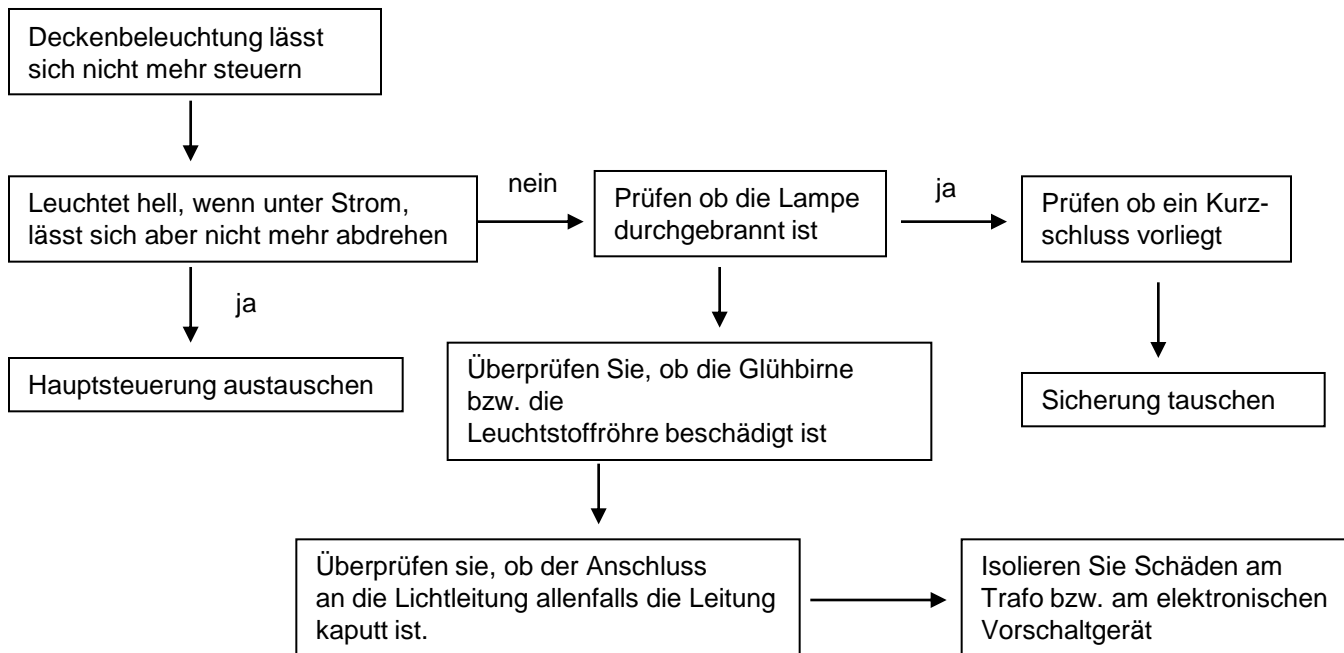 Deckenbeleuchtung lässt
sich nicht mehr steuern
Leuchtet hell, wenn unter Strom,
lässt sich aber nicht mehr abdrehen
nein
Prüfen ob die Lampe
durchgebrannt ist
ja
Prüfen ob ein Kurz-
schluss vorliegt
ja
Hauptsteuerung austauschen
Überprüfen Sie, ob die Glühbirne
bzw. die
Leuchtstoffröhre beschädigt ist
Sicherung tauschen
Überprüfen sie, ob der Anschluss
an die Lichtleitung allenfalls die Leitung
kaputt ist.
Isolieren Sie Schäden am
Trafo bzw. am elektronischen
Vorschaltgerät